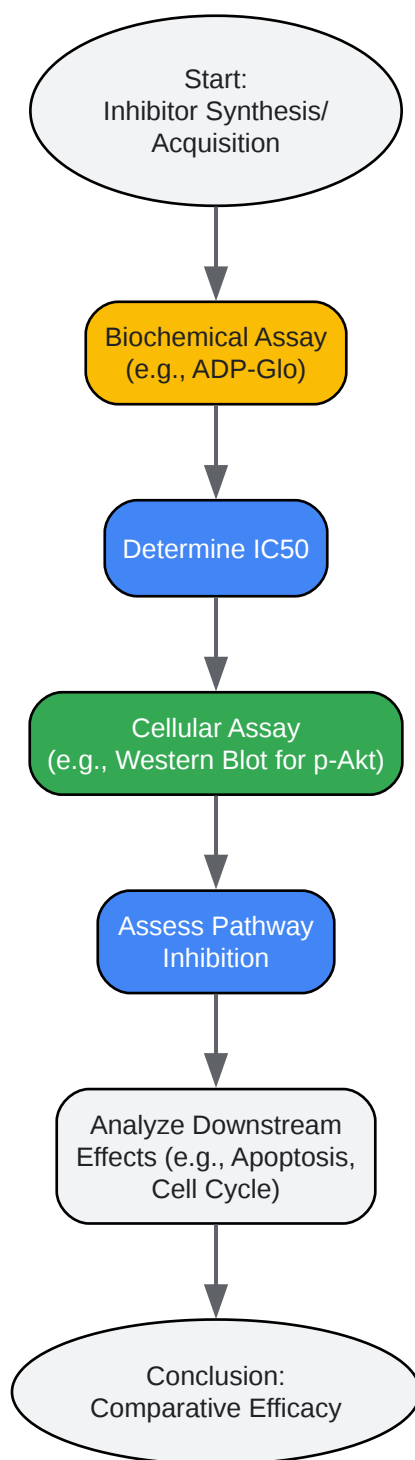 Start:
Inhibitor Synthesis/
Acquisition
Biochemical Assay
(e.g., ADP-Glo)
Determine IC50
Cellular Assay
(e.g., Western Blot for p-Akt)
Assess Pathway
Inhibition
Analyze Downstream
Effects (e.g., Apoptosis,
Cell Cycle)
Conclusion:
Comparative Efficacy